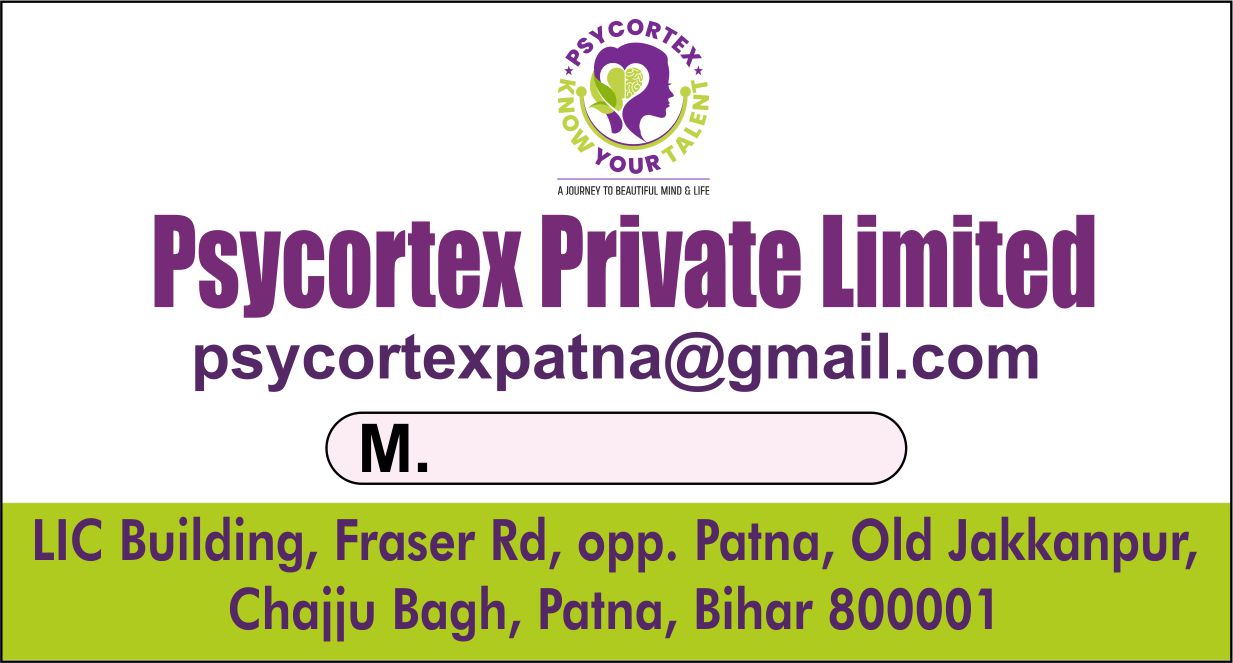 PSYCORTEX
KNOW YOUR TALENT
A JOURNEY TO BEAUTIFUL MIND & LIFE
Psycortex Private Limited
psycortexpatna@gmail.com
M.
LIC Building, Fraser Rd, opp. Patna, Old Jakkanpur,
Chajju Bagh, Patna, Bihar 800001